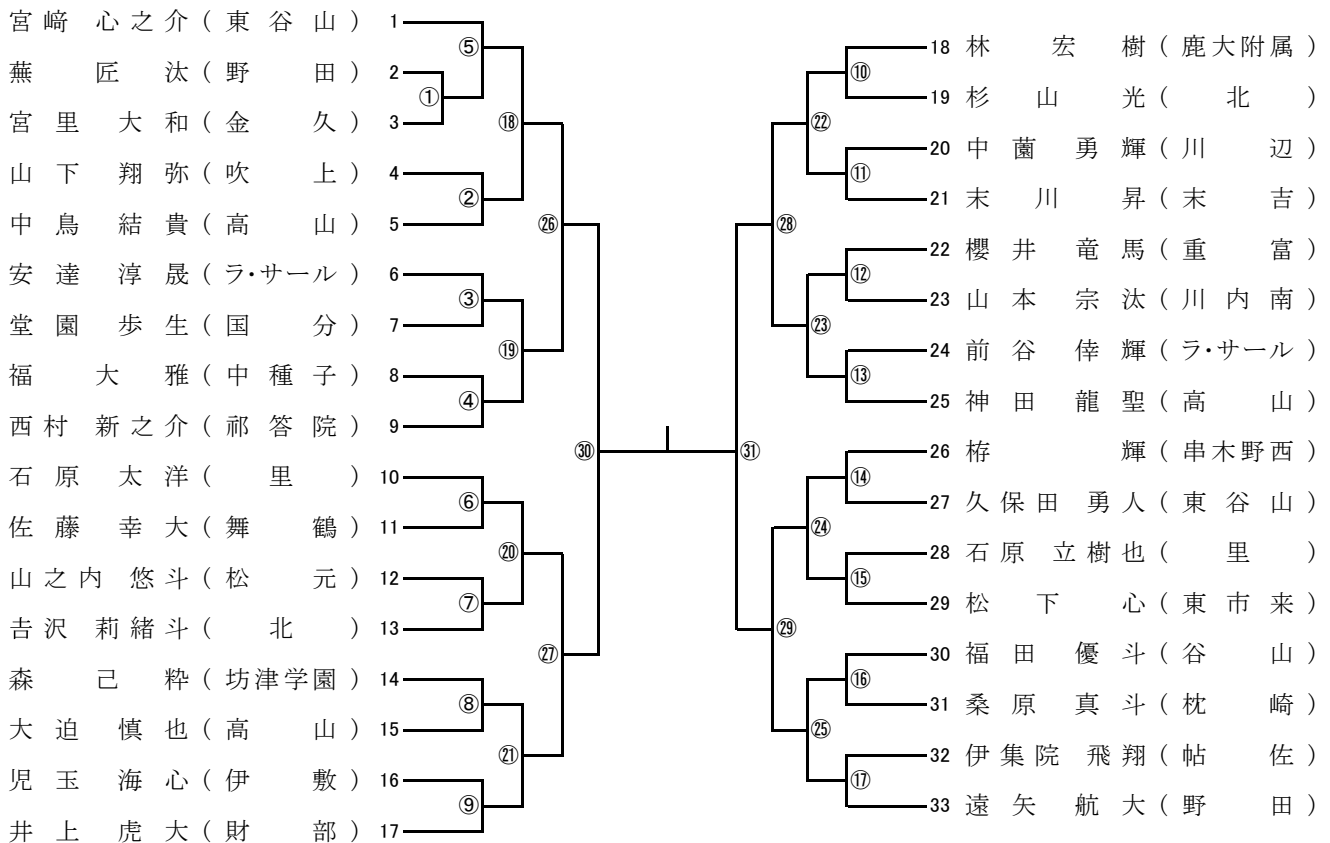 宮﨑 心之介 ( 東谷山 ) 1
蕪 匠汰 ( 野田 ) 2
宮里 大和 ( 金久 ) 3
山下 翔弥 ( 吹上 ) 4
中鳥 結貴 ( 高山 ) 5
安達 淳晟 ( ラ･サール ) 6
堂園 歩生 ( 国分 ) 7
福 大雅 ( 中種子 ) 8
西村 新之介 ( 祁答院 ) 9
石原 太洋 ( 里 ) 10
佐藤 幸大 ( 舞鶴 ) 11
山之内 悠斗 ( 松元 ) 12
𠮷沢 莉緒斗 ( 北 ) 13
森 己粋 ( 坊津学園 ) 14
大迫 慎也 ( 高山 ) 15
児玉 海心 ( 伊敷 ) 16
井上 虎大 ( 財部 ) 17
⑤
①
⑱
②
㉖
③
⑲
④
㉚
⑥
⑳
⑦
㉗
⑧
㉑
⑨
㉛
⑩
㉒
⑪
㉘
⑫
㉓
⑬
⑭
㉔
⑮
㉙
⑯
㉕
⑰
18 林 宏樹 ( 鹿大附属 )
19 杉山 光 ( 北 )
20 中薗 勇輝 ( 川辺 )
21 末川 昇 ( 末吉 )
22 櫻井 竜馬 ( 重富 )
23 山本 宗汰 ( 川内南 )
24 前谷 倖輝 ( ラ･サール )
25 神田 龍聖 ( 高山 )
26 栫 輝 ( 串木野西 )
27 久保田 勇人 ( 東谷山 )
28 石原 立樹也 ( 里 )
29 松下 心 ( 東市来 )
30 福田 優斗 ( 谷山 )
31 桑原 真斗 ( 枕崎 )
32 伊集院 飛翔 ( 帖佐 )
33 遠矢 航大 ( 野田 )